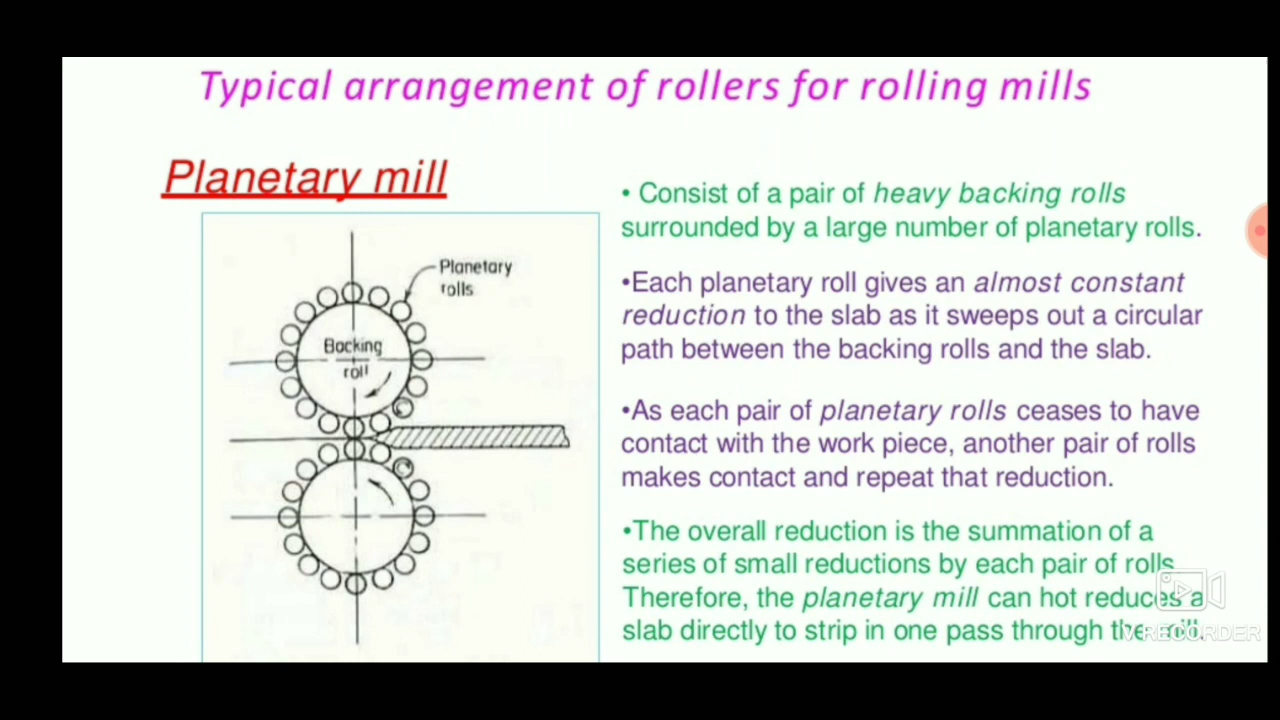 Typical arrangement of rollers for rolling mills
Planetary mill
Planetary
rolls
Backing
roll
• Consist of a pair of heavy backing rolls
surrounded by a large number of planetary rolls.
•Each planetary roll gives an almost constant
reduction to the slab as it sweeps out a circular
path between the backing rolls and the slab.
•As each pair of planetary rolls ceases to have
contact with the work piece, another pair of rolls
makes contact and repeat that reduction.
•The overall reduction is the summation of a
series of small reductions by each pair of rolls.
Therefore, the planetary mill can hot reduces a
slab directly to strip in one pass through the mill.
V RECORDER